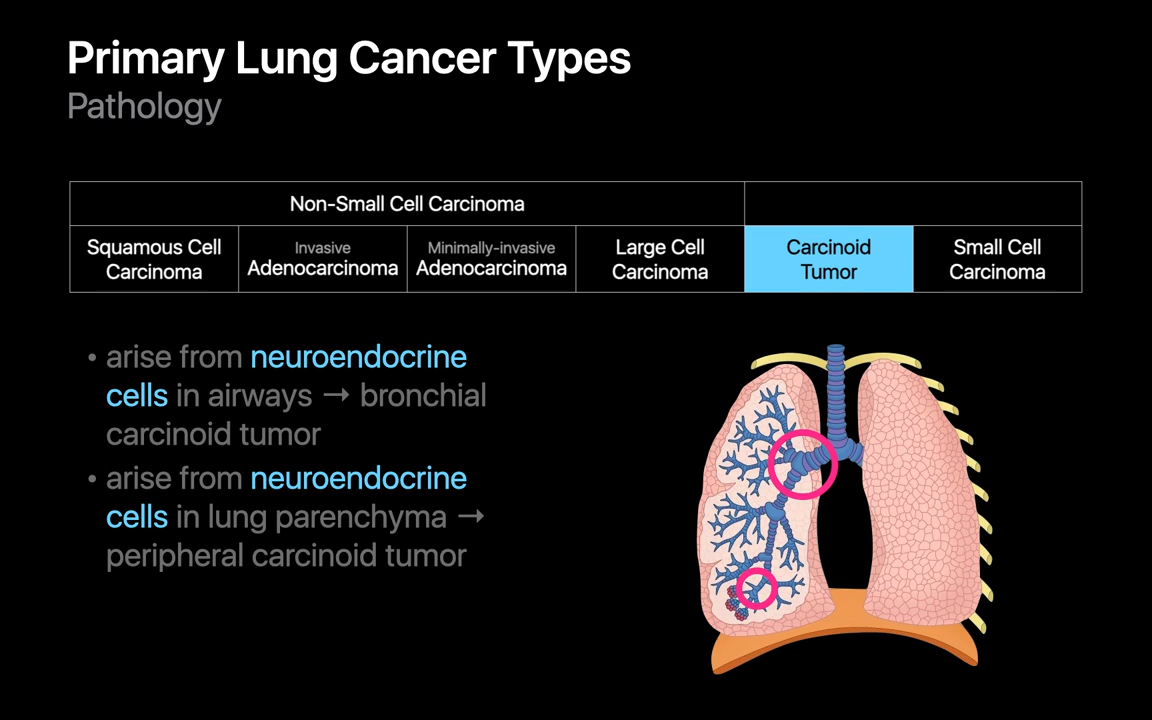 Primary Lung Cancer Types
Pathology
Non-Small Cell Carcinoma
Squamous Cell
Carcinoma
Invasive
Adenocarcinoma
Minimally-invasive
Adenocarcinoma
Large Cell
Carcinoma
Carcinoid
Tumor
Small Cell
Carcinoma
• arise from neuroendocrine
cells in airways → bronchial
carcinoid tumor
• arise from neuroendocrine
cells in lung parenchyma →
peripheral carcinoid tumor